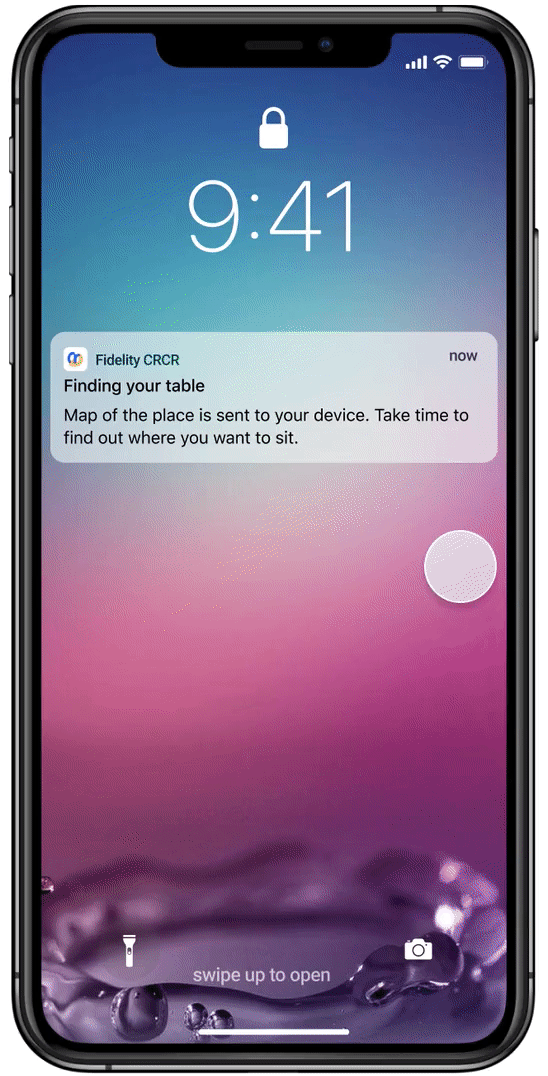 9:41
Fidelity CRCR
now
Finding your table
Map of the place is sent to your device. Take time to
find out where you want to sit.
swipe up to open